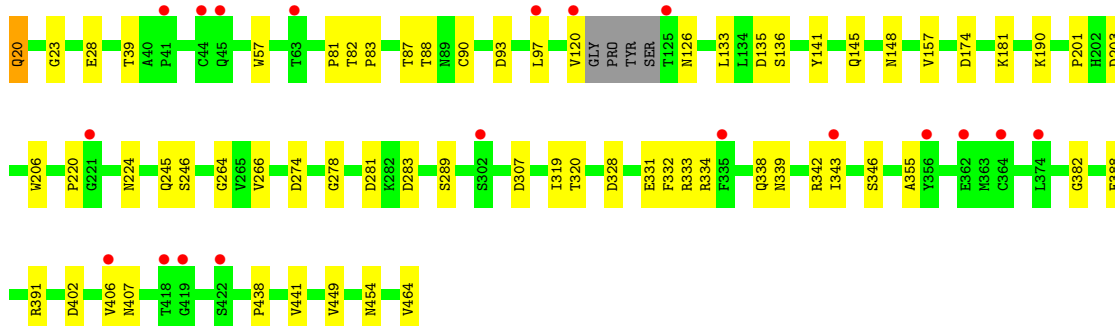 Q20 G23 E28 T39 A40 P41 C44 Q45 W57 T63 P81 T82 P83 T87 T88 N89 C90 D93 L97 V120 GLY PRO TYR SER T125 N126 L133 L134 D135 S136 Y141 Q145 N148 V157 D174 K181 K190 P201 H202
W206 P220 G221 N224 Q245 S246 G264 V265 V266 D274 G278 D281 K282 D283 S289 S302 D307 I319 T320 D328 E331 F332 R333 R334 F335 Q338 N339 R342 I343 S346 A355 Y356 E362 M363 C364 L374 G382
R391 D402 V406 N407 T418 G419 S422 P438 V441 V449 N454 V464